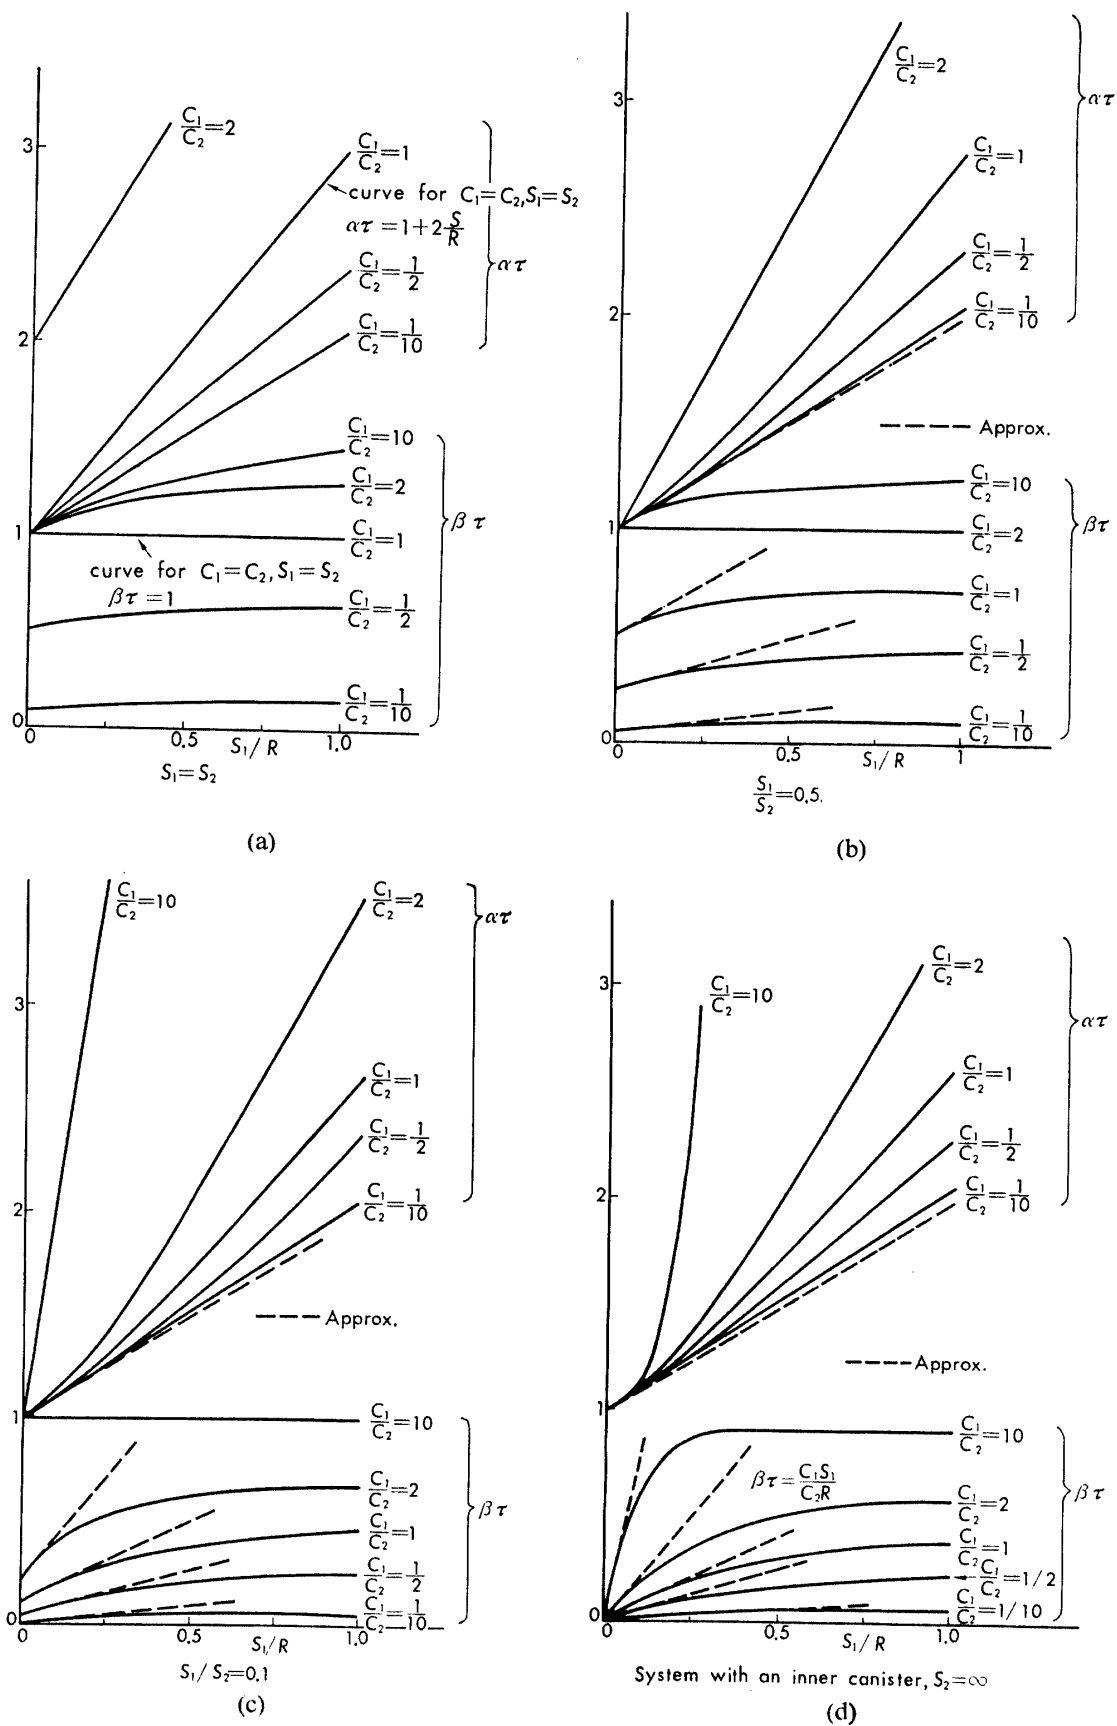 3
2
1
0
C₁/C₂=2
C₁/C₂=1
curve for C₁=C₂,S₁=S₂
ατ =1+2 S/R
C₁/C₂=1/2
ατ
C₁/C₂=1/10
C₁/C₂=10
C₁/C₂=2
β τ
C₁/C₂=1
curve for C₁=C₂,S₁=S₂
βτ =1
C₁/C₂=1/2
C₁/C₂=1/10
0 0.5 S₁/R 1.0
S₁=S₂
(a)
3
2
1
0
C₁/C₂=2
ατ
C₁/C₂=1
C₁/C₂=1/2
C₁/C₂=1/10
Approx.
C₁/C₂=10
C₁/C₂=2
βτ
C₁/C₂=1
C₁/C₂=1/2
C₁/C₂=1/10
0 0.5 S₁/R 1
S₁/S₂=0.5.
(b)
3
2
1
0
C₁/C₂=10
C₁/C₂=2
ατ
C₁/C₂=1
C₁/C₂=1/2
C₁/C₂=1/10
Approx.
C₁/C₂=10
C₁/C₂=2
βτ
C₁/C₂=1
C₁/C₂=1/2
C₁/C₂=1/10
0 0.5 S₁/R 1.0
S₁/S₂=0.1
(c)
3
2
1
0
C₁/C₂=2
C₁/C₂=10
ατ
C₁/C₂=1
C₁/C₂=1/2
C₁/C₂=1/10
Approx.
C₁/C₂=10
βτ=C₁S₁/C₂R
βτ
C₁/C₂=2
C₁/C₂=1
C₁/C₂=1/2
C₁/C₂=1/10
0 0.5 S₁/R 1.0
System with an inner canister, S₂=∞
(d)